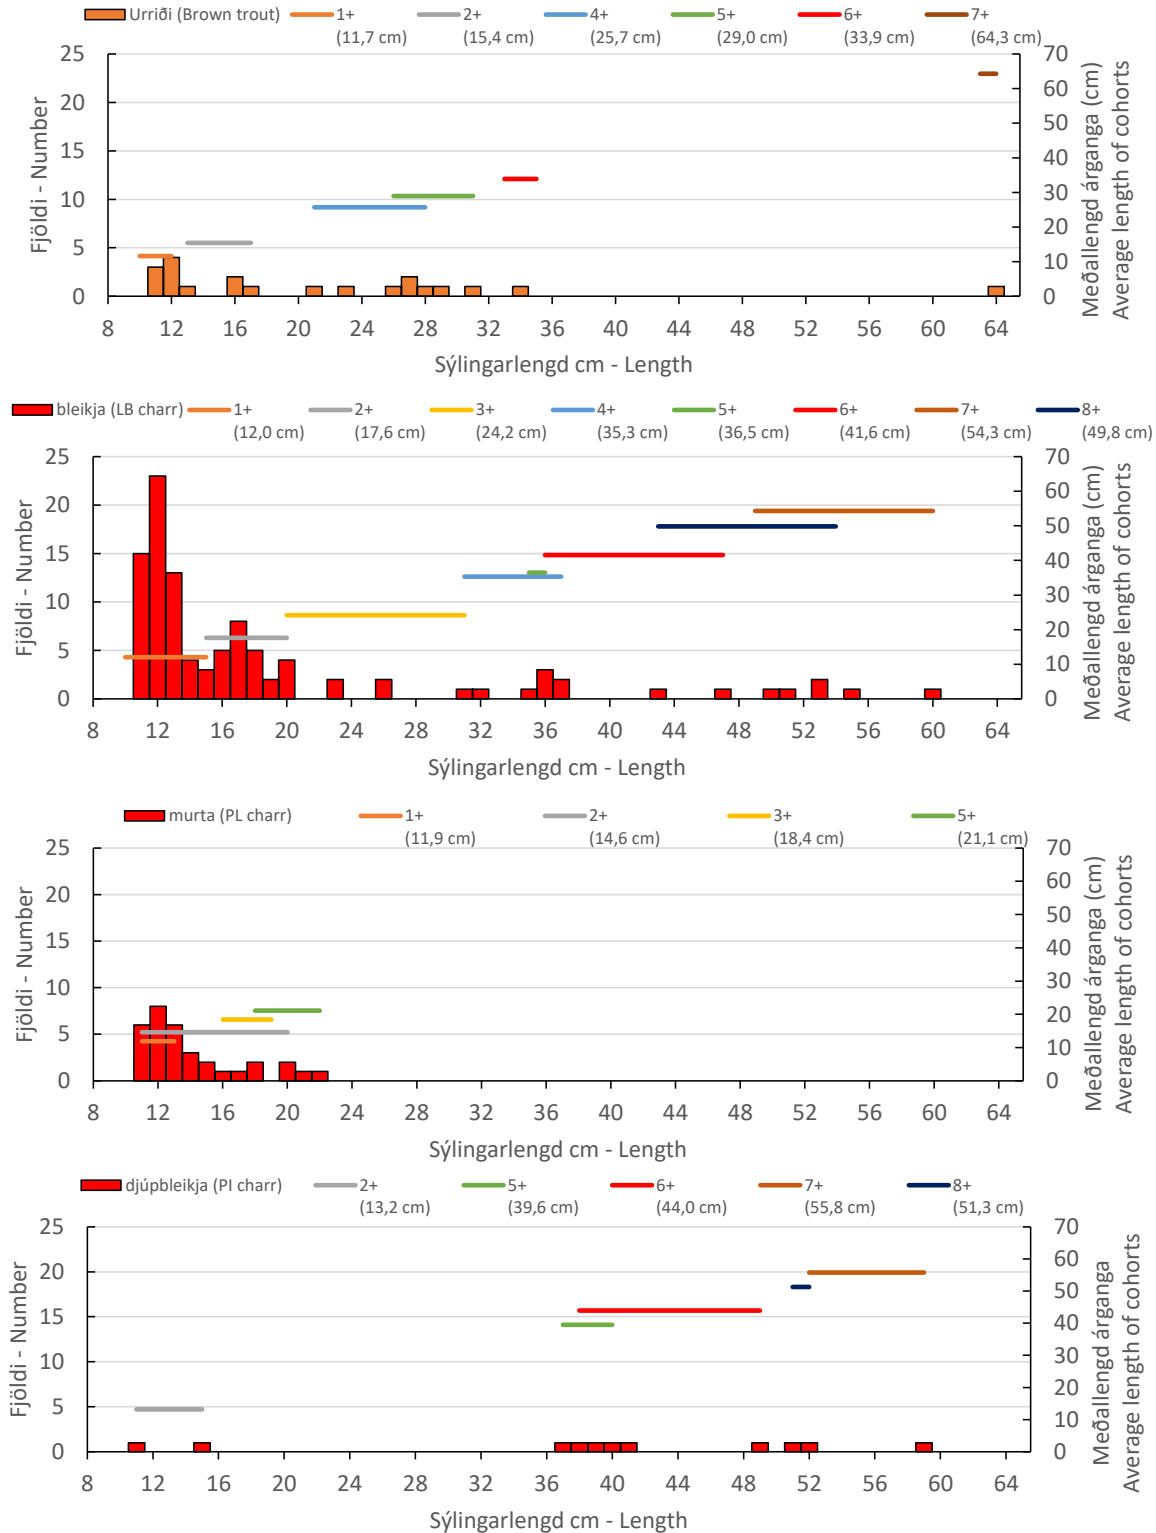 Urriði (Brown trout) 1+ 2+ 4+ 5+ 6+ 7+
(11,7 cm) (15,4 cm) (25,7 cm) (29,0 cm) (33,9 cm) (64,3 cm)
25 20 15 10 5 0
Fjöldi - Number
70 60 50 40 30 20 10 0
Meðallengd árganga (cm)
Average length of cohorts
8 12 16 20 24 28 32 36 40 44 48 52 56 60 64
Sýlingarlengd cm - Length
bleikja (LB charr) 1+ 2+ 3+ 4+ 5+ 6+ 7+ 8+
(12,0 cm) (17,6 cm) (24,2 cm) (35,3 cm) (36,5 cm) (41,6 cm) (54,3 cm) (49,8 cm)
25 20 15 10 5 0
Fjöldi - Number
70 60 50 40 30 20 10 0
Meðallengd árganga (cm)
Average length of cohorts
8 12 16 20 24 28 32 36 40 44 48 52 56 60 64
Sýlingarlengd cm - Length
murta (PL charr) 1+ 2+ 3+ 5+
(11,9 cm) (14,6 cm) (18,4 cm) (21,1 cm)
25 20 15 10 5 0
Fjöldi - Number
70 60 50 40 30 20 10 0
Meðallengd árganga (cm)
Average length of cohorts
8 12 16 20 24 28 32 36 40 44 48 52 56 60 64
Sýlingarlengd cm - Length
djúpbleikja (PI charr) 2+ 5+ 6+ 7+ 8+
(13,2 cm) (39,6 cm) (44,0 cm) (55,8 cm) (51,3 cm)
25 20 15 10 5 0
Fjöldi - Number
70 60 50 40 30 20 10 0
Meðallengd árganga
Average length of cohorts
8 12 16 20 24 28 32 36 40 44 48 52 56 60 64
Sýlingarlengd cm - Length